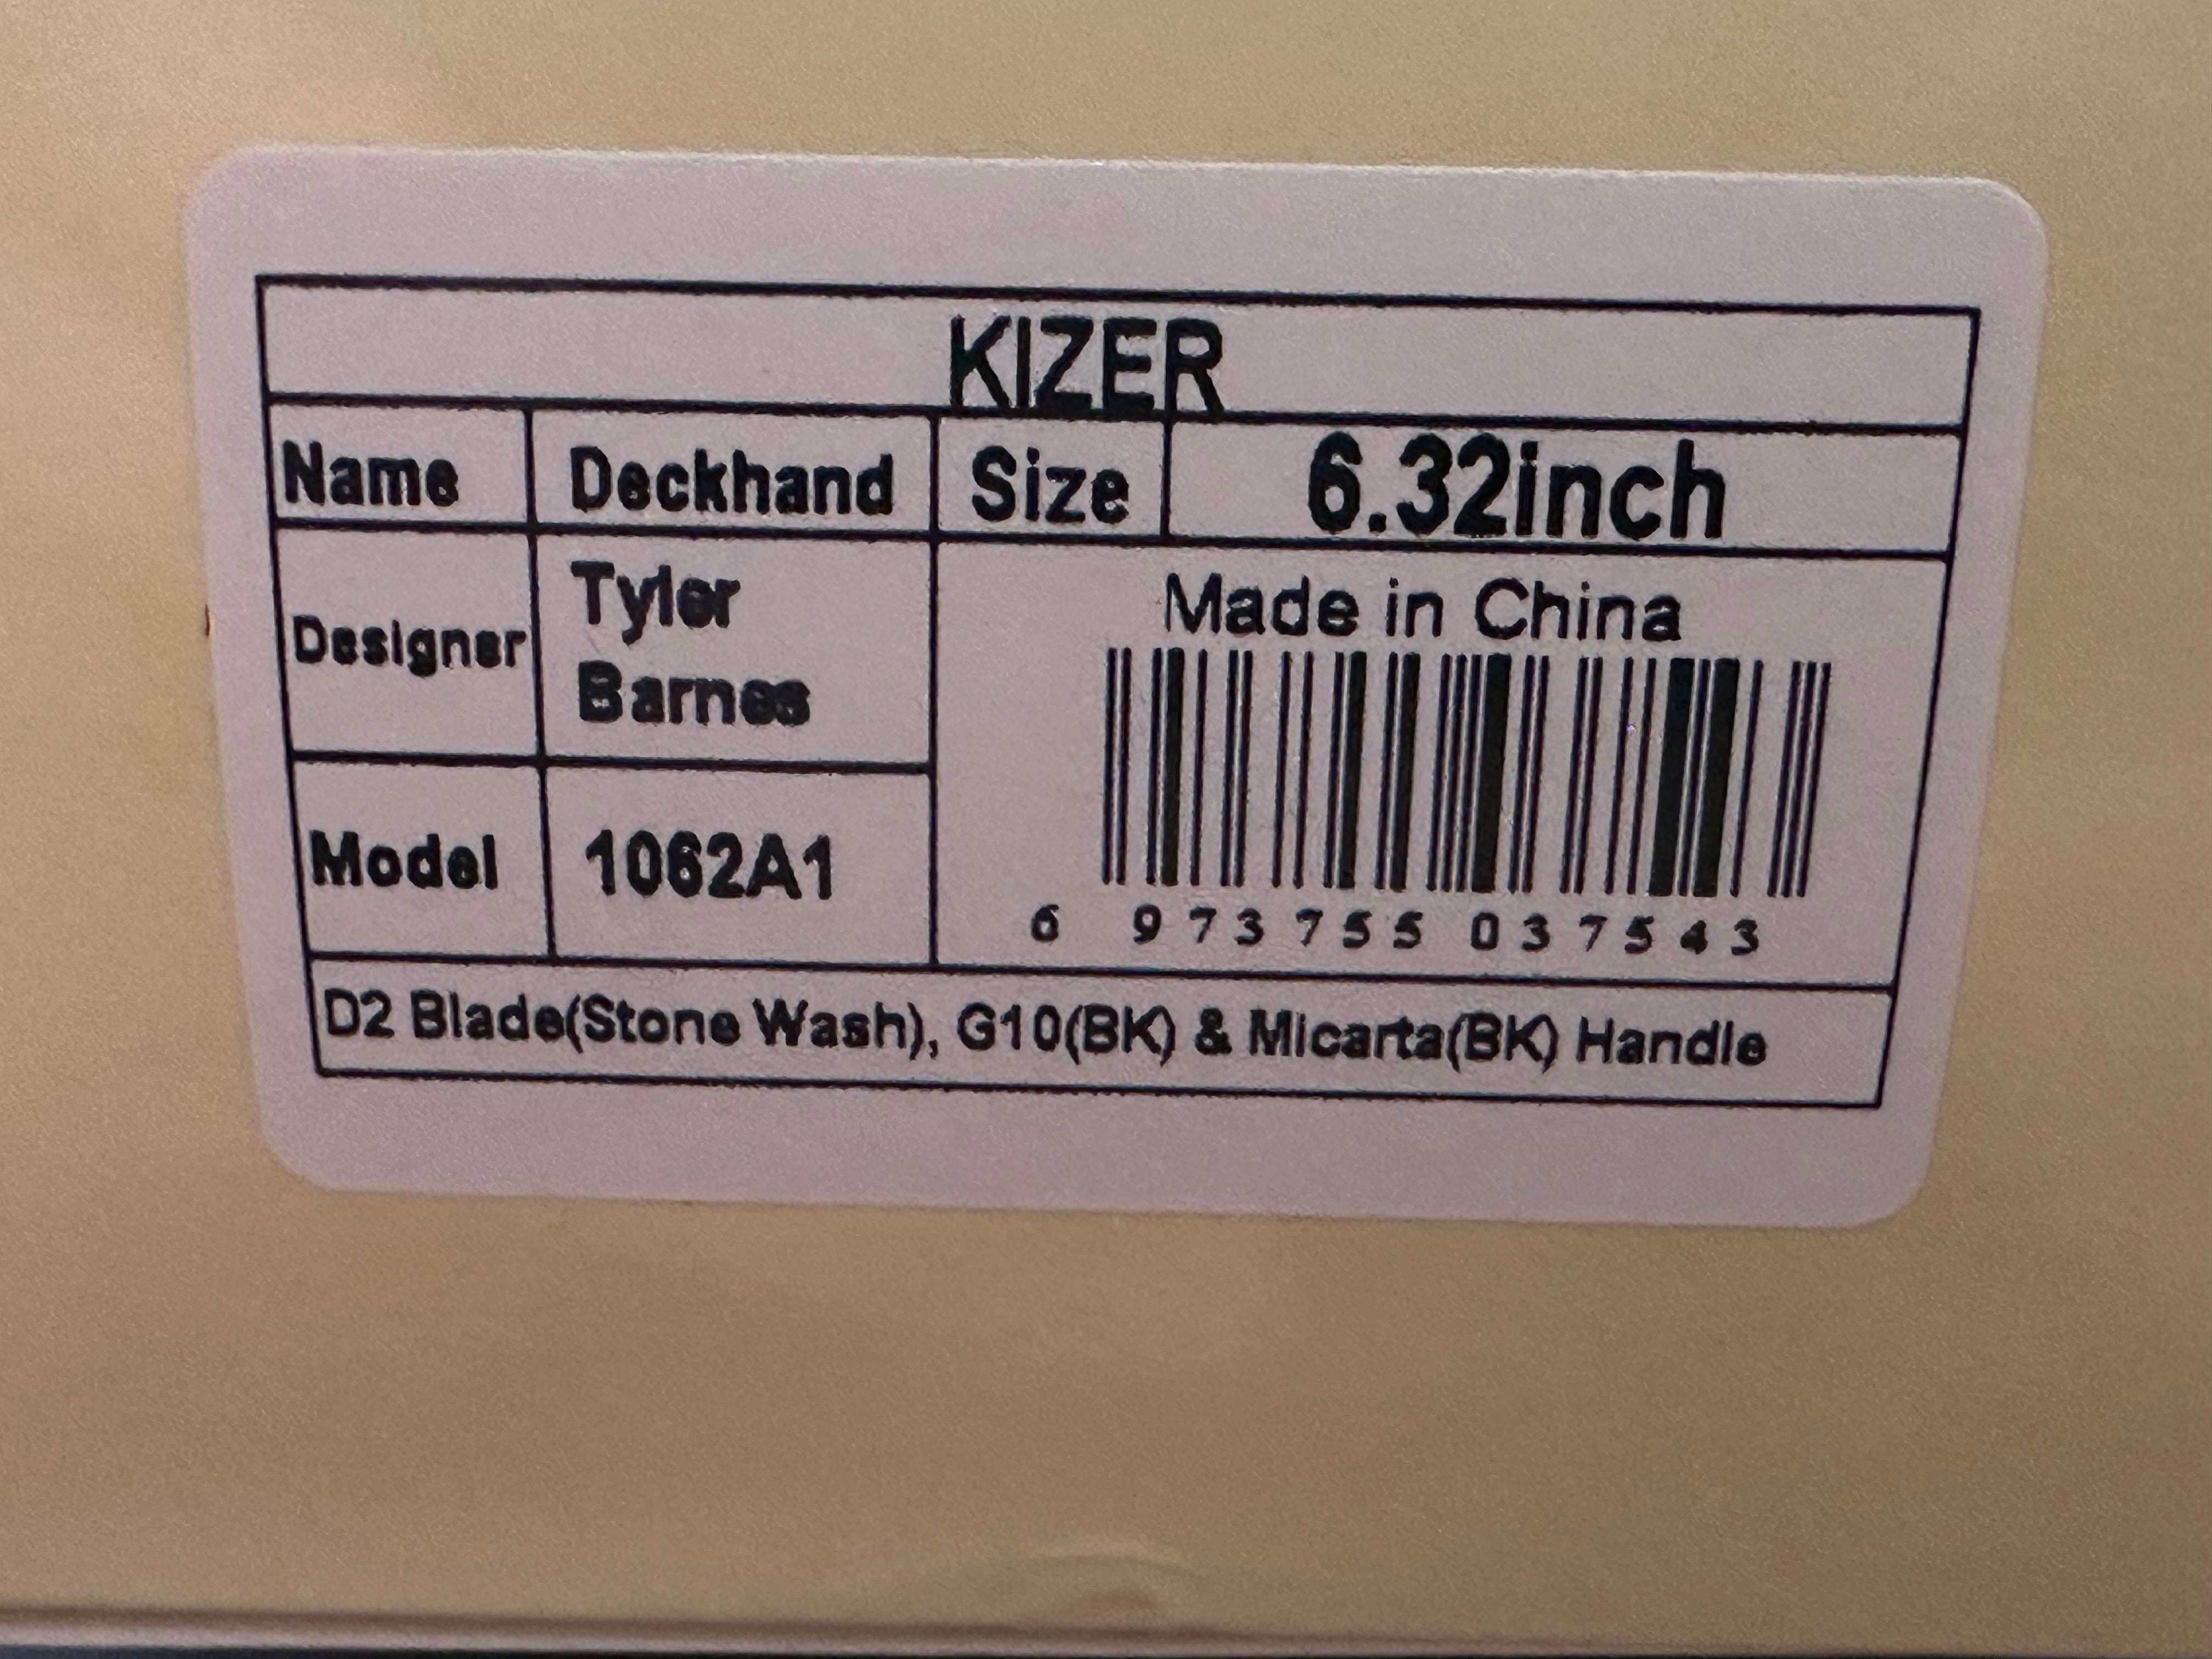 KIZER
Name Deckhand Size 6.32inch
Designer Tyler Barnes
Made in China
Model 1062A1
6 973755 037543
D2 Blade(Stone Wash), G10(BK) & Micarta(BK) Handle